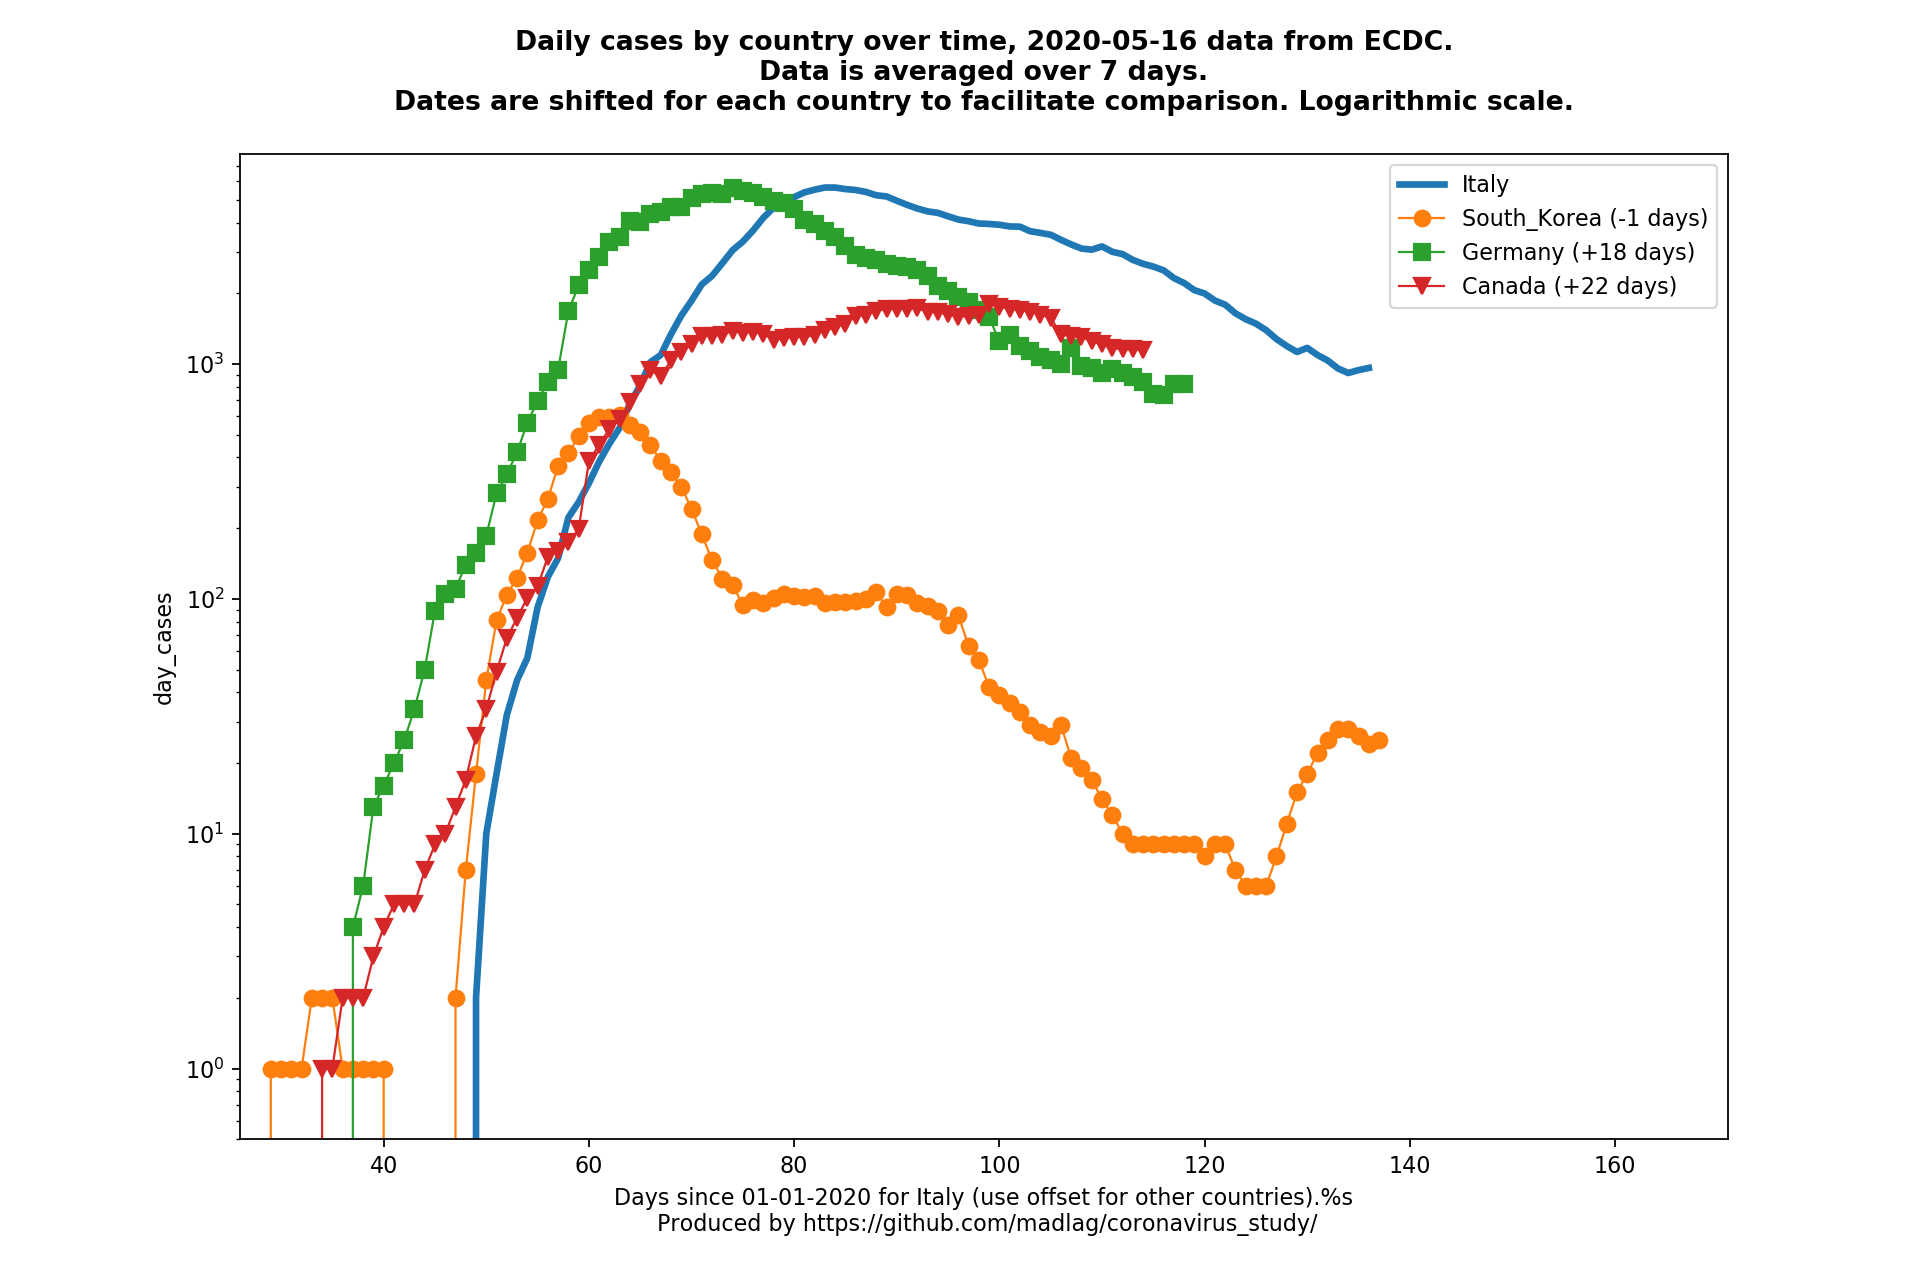 Daily cases by country over time, 2020-05-16 data from ECDC.
Data is averaged over 7 days.
Dates are shifted for each country to facilitate comparison. Logarithmic scale.
Italy
South_Korea (-1 days)
Germany (+18 days)
Canada (+22 days)
10³
10²
10¹
10⁰
day_cases
40 60 80 100 120 140 160
Days since 01-01-2020 for Italy (use offset for other countries).%s
Produced by https://github.com/madlag/coronavirus_study/